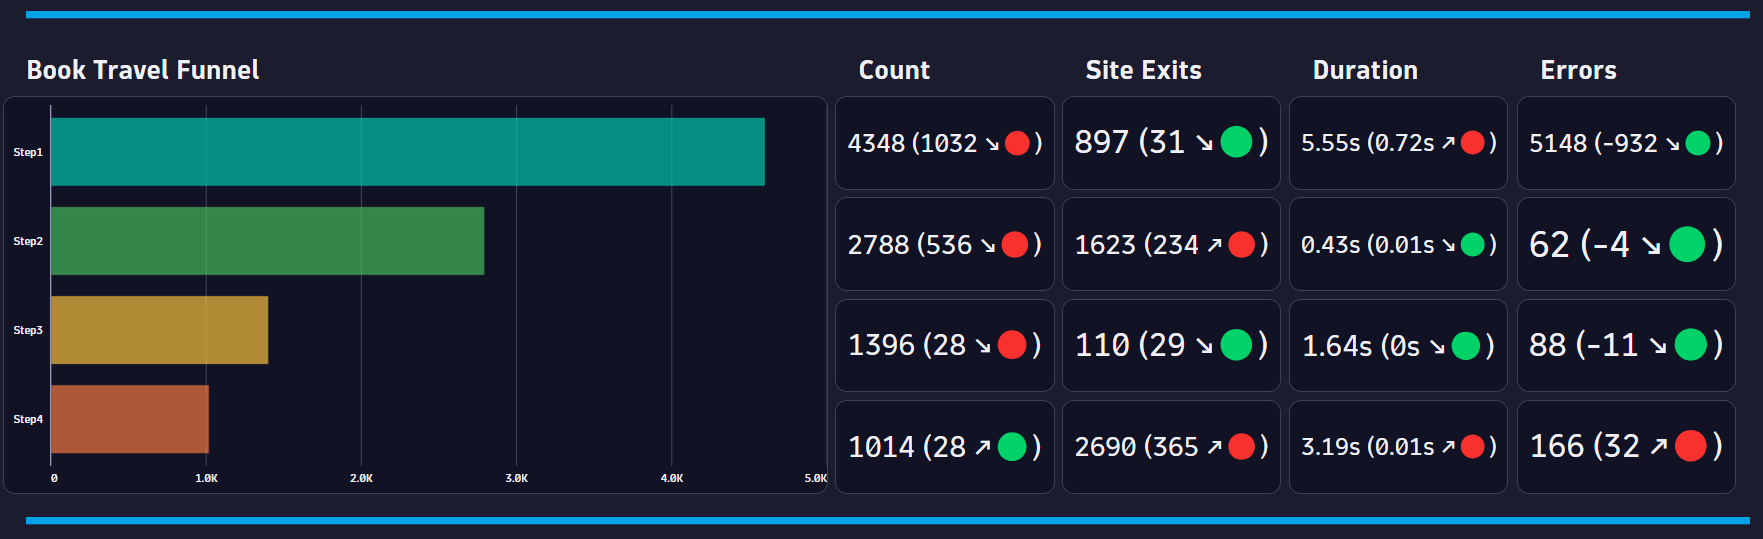 Book Travel Funnel Count Site Exits Duration Errors
Step1 4348 (1032 ↘ 🔴) 897 (31 ↘ 🟢) 5.55s (0.72s ↗ 🔴) 5148 (-932 ↘ 🟢)
Step2 2788 (536 ↘ 🔴) 1623 (234 ↗ 🔴) 0.43s (0.01s ↘ 🟢) 62 (-4 ↘ 🟢)
Step3 1396 (28 ↘ 🔴) 110 (29 ↘ 🟢) 1.64s (0s ↘ 🟢) 88 (-11 ↘ 🟢)
Step4 1014 (28 ↗ 🟢) 2690 (365 ↗ 🔴) 3.19s (0.01s ↗ 🔴) 166 (32 ↗ 🔴)
0 1.0K 2.0K 3.0K 4.0K 5.0K